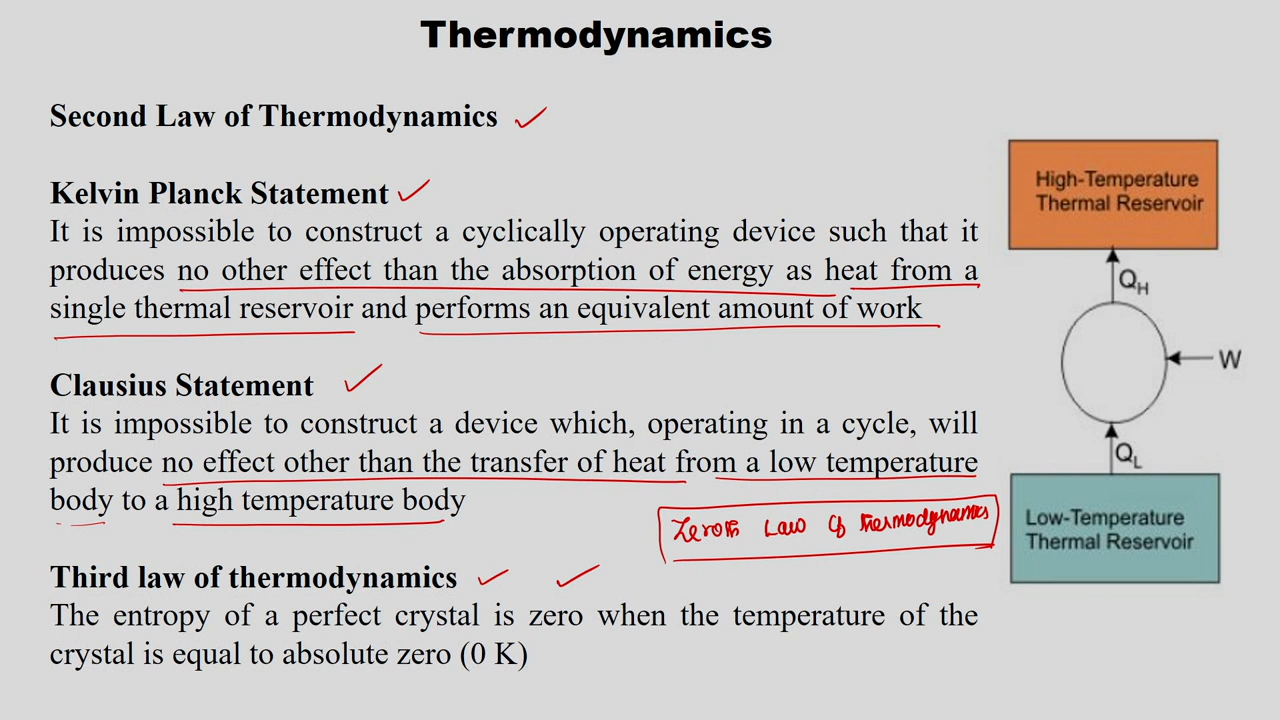 Thermodynamics
Second Law of Thermodynamics
Kelvin Planck Statement
It is impossible to construct a cyclically operating device such that it
produces no other effect than the absorption of energy as heat from a
single thermal reservoir and performs an equivalent amount of work
Clausius Statement
It is impossible to construct a device which, operating in a cycle, will
produce no effect other than the transfer of heat from a low temperature
body to a high temperature body
Zeroth Law of Thermodynamics
Third law of thermodynamics
The entropy of a perfect crystal is zero when the temperature of the
crystal is equal to absolute zero (0 K)
High-Temperature
Thermal Reservoir
QH
W
QL
Low-Temperature
Thermal Reservoir